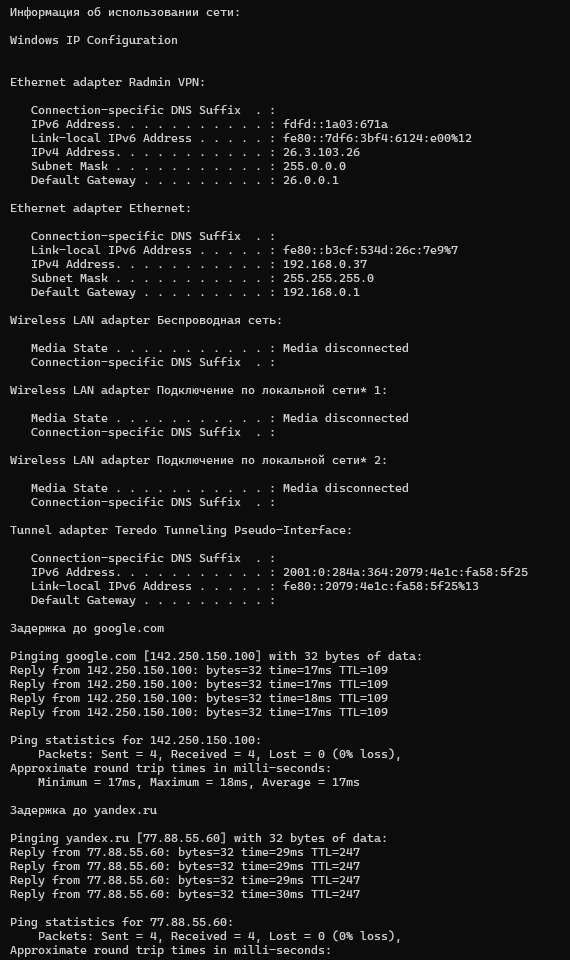 Информация об использовании сети:
Windows IP Configuration
Ethernet adapter Radmin VPN:
Connection-specific DNS Suffix  . :
IPv6 Address. . . . . . . . . . . : fdfd::1a03:671a
Link-local IPv6 Address . . . . . : fe80::7df6:3bf4:6124:e00%12
IPv4 Address. . . . . . . . . . . : 26.3.103.26
Subnet Mask . . . . . . . . . . . : 255.0.0.0
Default Gateway . . . . . . . . . : 26.0.0.1
Ethernet adapter Ethernet:
Connection-specific DNS Suffix  . :
Link-local IPv6 Address . . . . . : fe80::b3cf:534d:26c:7e9%7
IPv4 Address. . . . . . . . . . . : 192.168.0.37
Subnet Mask . . . . . . . . . . . : 255.255.255.0
Default Gateway . . . . . . . . . : 192.168.0.1
Wireless LAN adapter Беспроводная сеть:
Media State . . . . . . . . . . . : Media disconnected
Connection-specific DNS Suffix  . :
Wireless LAN adapter Подключение по локальной сети* 1:
Media State . . . . . . . . . . . : Media disconnected
Connection-specific DNS Suffix  . :
Wireless LAN adapter Подключение по локальной сети* 2:
Media State . . . . . . . . . . . : Media disconnected
Connection-specific DNS Suffix  . :
Tunnel adapter Teredo Tunneling Pseudo-Interface:
Connection-specific DNS Suffix  . :
IPv6 Address. . . . . . . . . . . : 2001:0:284a:364:2079:4e1c:fa58:5f25
Link-local IPv6 Address . . . . . : fe80::2079:4e1c:fa58:5f25%13
Default Gateway . . . . . . . . . :
Задержка до google.com
Pinging google.com [142.250.150.100] with 32 bytes of data:
Reply from 142.250.150.100: bytes=32 time=17ms TTL=109
Reply from 142.250.150.100: bytes=32 time=17ms TTL=109
Reply from 142.250.150.100: bytes=32 time=18ms TTL=109
Reply from 142.250.150.100: bytes=32 time=17ms TTL=109
Ping statistics for 142.250.150.100:
Packets: Sent = 4, Received = 4, Lost = 0 (0% loss),
Approximate round trip times in milli-seconds:
Minimum = 17ms, Maximum = 18ms, Average = 17ms
Задержка до yandex.ru
Pinging yandex.ru [77.88.55.60] with 32 bytes of data:
Reply from 77.88.55.60: bytes=32 time=29ms TTL=247
Reply from 77.88.55.60: bytes=32 time=29ms TTL=247
Reply from 77.88.55.60: bytes=32 time=29ms TTL=247
Reply from 77.88.55.60: bytes=32 time=30ms TTL=247
Ping statistics for 77.88.55.60:
Packets: Sent = 4, Received = 4, Lost = 0 (0% loss),
Approximate round trip times in milli-seconds: